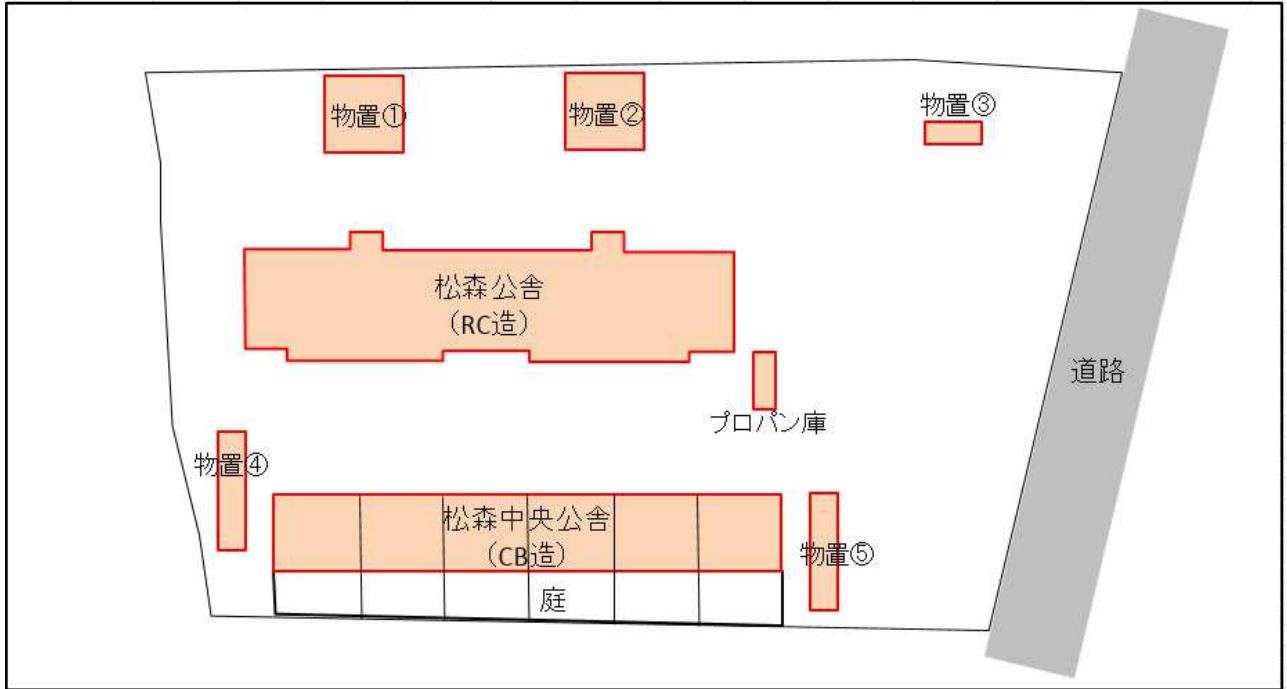 物置①
物置②
物置③
松森公舎
（RC造）
道路
プロパン庫
物置④
松森中央公舎
（CB造）
物置⑤
庭